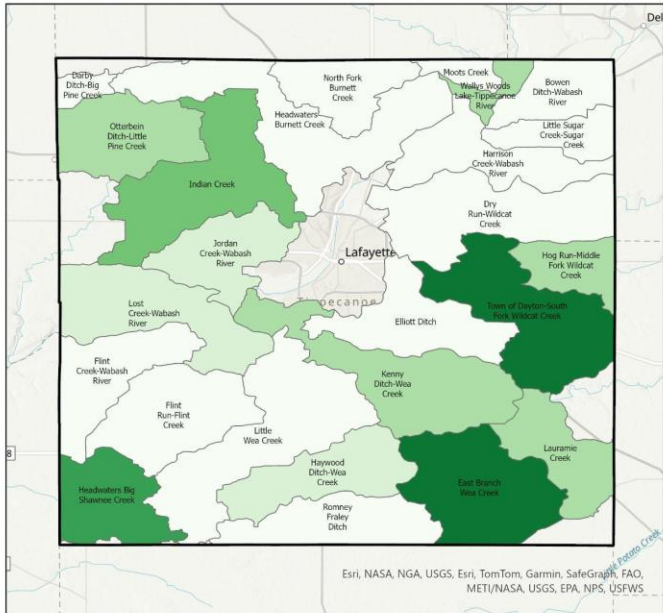 Del
Darby
Ditch-Big
Pine Creek
North Fork
Burnett
Creek
Moots Creek
Wallys Woods
Lake-Tippecanoe
River
Bowen
Ditch-Wabash
River
Otterbein
Ditch-Little
Pine Creek
Headwaters
Burnett Creek
Little Sugar
Creek-Sugar
Creek
Harrison
Creek-Wabash
River
Indian Creek
Dry
Run-Wildcat
Creek
Jordan
Creek-Wabash
River
Lafayette
Hog Run-Middle
Fork Wildcat
Creek
Lost
Creek-Wabash
River
Tippecanoe
Town of Dayton-South
Fork Wildcat Creek
Elliott Ditch
Flint
Creek-Wabash
River
Kenny
Ditch-Wea
Creek
Flint
Run-Flint
Creek
Little
Wea Creek
Lauramie
Creek
8
Haywood
Ditch-Wea
Creek
Headwaters Big
Shawnee Creek
East Branch
Wea Creek
Romney
Fraley
Ditch
Little Potato Creek
Esri, NASA, NGA, USGS, Esri, TomTom, Garmin, SafeGraph, FAO,
METI/NASA, USGS, EPA, NPS, USFWS